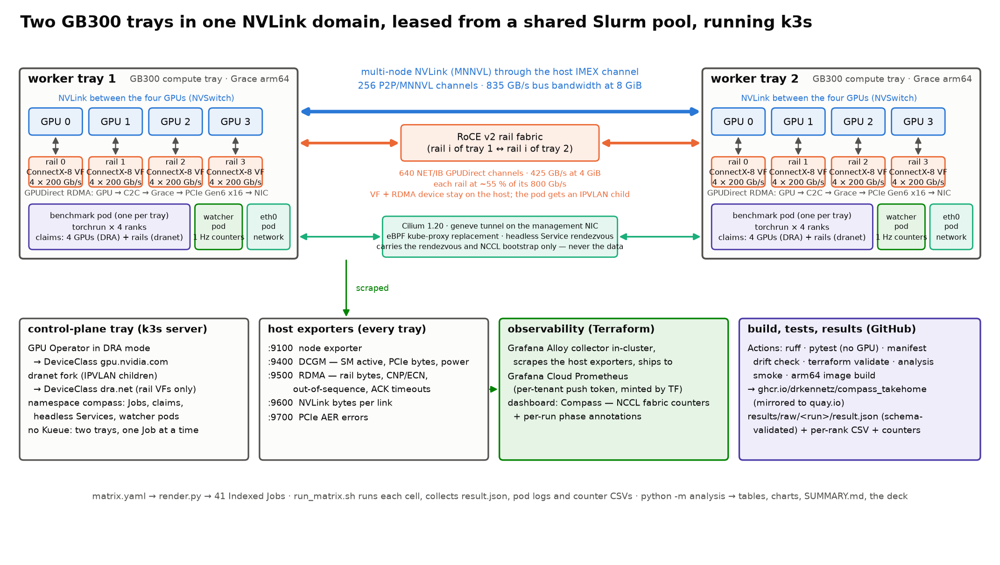 Two GB300 trays in one NVLink domain, leased from a shared Slurm pool, running k3s
worker tray 1
GB300 compute tray · Grace arm64
NVLink between the four GPUs (NVSwitch)
GPU 0
GPU 1
GPU 2
GPU 3
rail 0
ConnectX-8 VF
4 × 200 Gb/s
rail 1
ConnectX-8 VF
4 × 200 Gb/s
rail 2
ConnectX-8 VF
4 × 200 Gb/s
rail 3
ConnectX-8 VF
4 × 200 Gb/s
GPUDirect RDMA: GPU → C2C → Grace → PCIe Gen6 x16 → NIC
benchmark pod (one per tray)
torchrun × 4 ranks
claims: 4 GPUs (DRA) + rails (dranet)
watcher
pod
1 Hz counters
eth0
pod
network
multi-node NVLink (MNNVL) through the host IMEX channel
256 P2P/MNNVL channels · 835 GB/s bus bandwidth at 8 GiB
RoCE v2 rail fabric
(rail i of tray 1 ↔ rail i of tray 2)
640 NET/IB GPUDirect channels · 425 GB/s at 4 GiB
each rail at ~55 % of its 800 Gb/s
VF + RDMA device stay on the host; the pod gets an IPVLAN child
Cilium 1.20 · geneve tunnel on the management NIC
eBPF kube-proxy replacement · headless Service rendezvous
carries the rendezvous and NCCL bootstrap only — never the data
worker tray 2
GB300 compute tray · Grace arm64
NVLink between the four GPUs (NVSwitch)
GPU 0
GPU 1
GPU 2
GPU 3
rail 0
ConnectX-8 VF
4 × 200 Gb/s
rail 1
ConnectX-8 VF
4 × 200 Gb/s
rail 2
ConnectX-8 VF
4 × 200 Gb/s
rail 3
ConnectX-8 VF
4 × 200 Gb/s
GPUDirect RDMA: GPU → C2C → Grace → PCIe Gen6 x16 → NIC
benchmark pod (one per tray)
torchrun × 4 ranks
claims: 4 GPUs (DRA) + rails (dranet)
watcher
pod
1 Hz counters
eth0
pod
network
scraped
control-plane tray (k3s server)
GPU Operator in DRA mode
→ DeviceClass gpu.nvidia.com
dranet fork (IPVLAN children)
→ DeviceClass dra.net (rail VFs only)
namespace compass: Jobs, claims,
headless Services, watcher pods
no Kueue: two trays, one Job at a time
host exporters (every tray)
:9100 node exporter
:9400 DCGM — SM active, PCIe bytes, power
:9500 RDMA — rail bytes, CNP/ECN,
out-of-sequence, ACK timeouts
:9600 NVLink bytes per link
:9700 PCIe AER errors
observability (Terraform)
Grafana Alloy collector in-cluster,
scrapes the host exporters, ships to
Grafana Cloud Prometheus
(per-tenant push token, minted by TF)
dashboard: Compass — NCCL fabric counters
+ per-run phase annotations
build, tests, results (GitHub)
Actions: ruff · pytest (no GPU) · manifest
drift check · terraform validate · analysis
smoke · arm64 image build
→ ghcr.io/drkennetz/compass_takehome
(mirrored to quay.io)
results/raw/<run>/result.json (schema-
validated) + per-rank CSV + counters
matrix.yaml → render.py → 41 Indexed Jobs · run_matrix.sh runs each cell, collects result.json, pod logs and counter CSVs · python -m analysis → tables, charts, SUMMARY.md, the deck